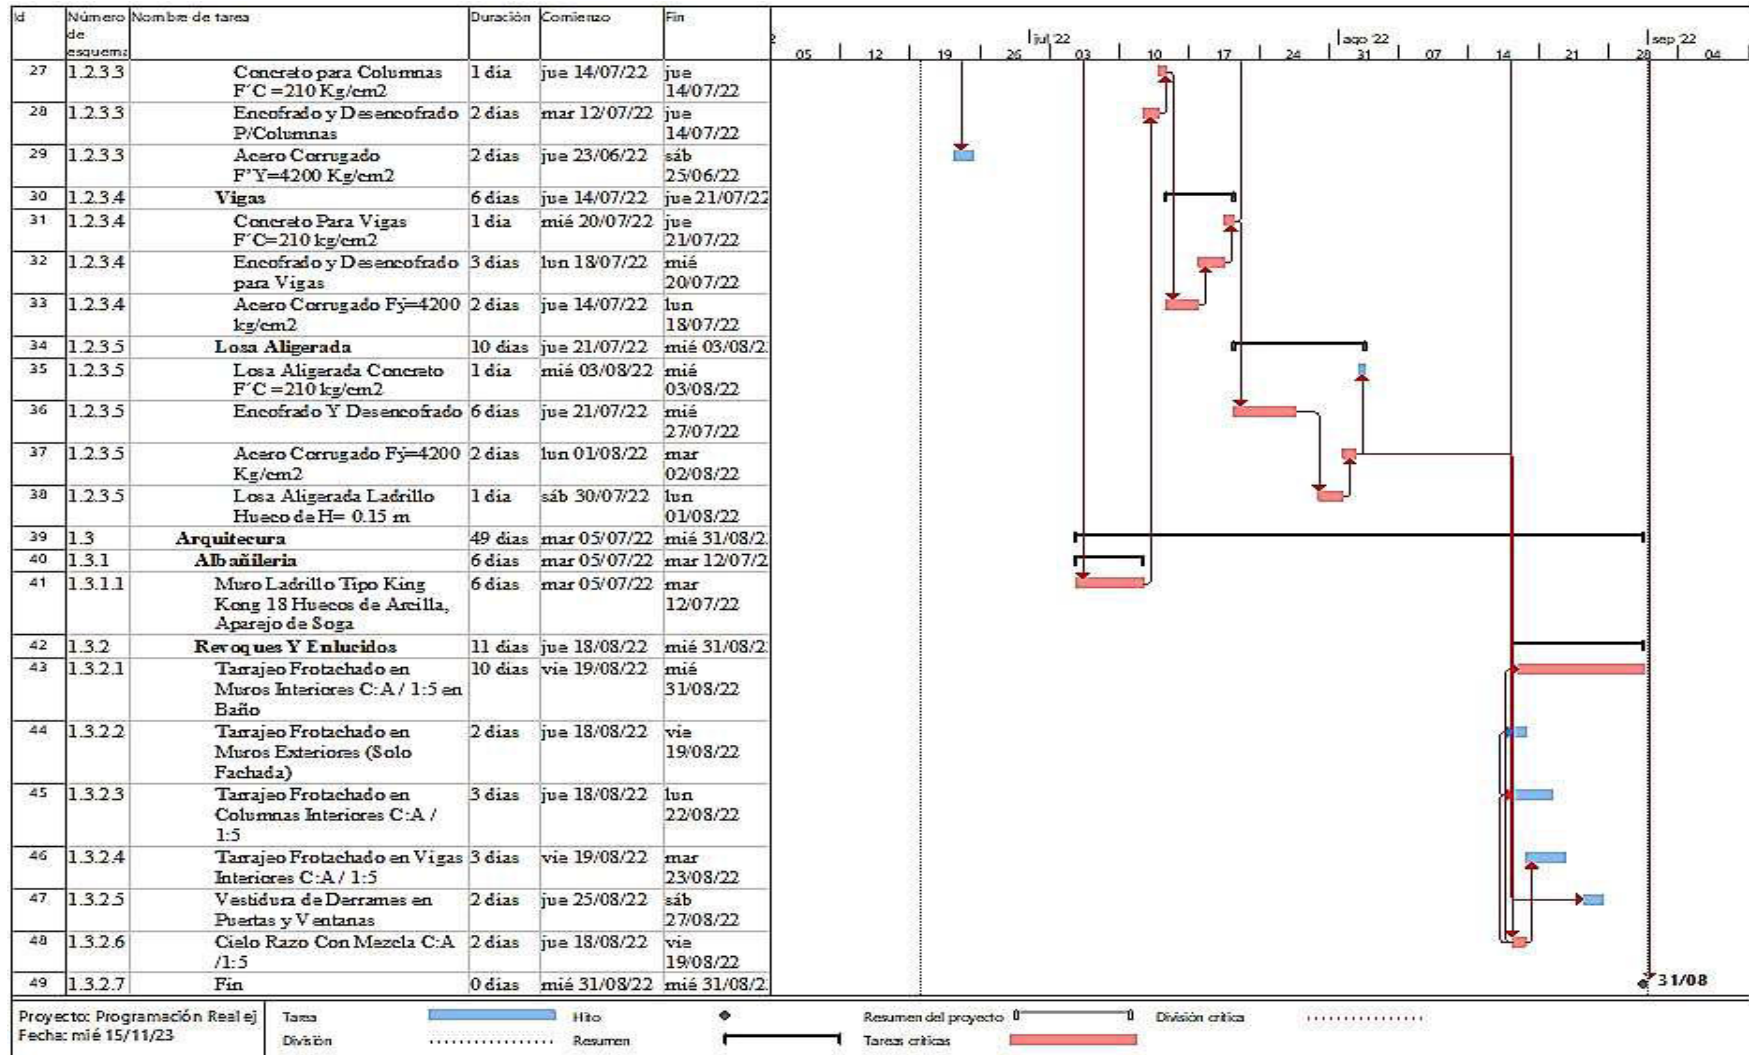 Id Número de esquema Nombre de tarea Duración Comienzo Fin
jul '22 ago '22 sep '22
05 12 19 26 03 10 17 24 14 07 14 21 28 04
27 1.2.3.3 Concreto para Columnas 1 día jue 14/07/22 jue
F´C =210 Kg/cm2 14/07/22
28 1.2.3.3 Encofrado y Desencofrado 2 días mar 12/07/22 jue
P/Columnas 14/07/22
29 1.2.3.3 Acero Corrugado 2 días jue 23/06/22 sáb
F'Y=4200 Kg/cm2 25/06/22
30 1.2.3.4 Vigas 6 días jue 14/07/22 jue 21/07/22
31 1.2.3.4 Concreto Para Vigas 1 día mié 20/07/22 jue
F´C=210 kg/cm2 21/07/22
32 1.2.3.4 Encofrado y Desencofrado 3 días lun 18/07/22 mié
para Vigas 20/07/22
33 1.2.3.4 Acero Corrugado Fý=4200 2 días jue 14/07/22 lun
kg/cm2 18/07/22
34 1.2.3.5 Losa Aligerada 10 días jue 21/07/22 mié 03/08/2
35 1.2.3.5 Losa Aligerada Concreto 1 día mié 03/08/22 mié
F´C =210 kg/cm2 03/08/22
36 1.2.3.5 Encofrado Y Desencofrado 6 días jue 21/07/22 mié
27/07/22
37 1.2.3.5 Acero Corrugado Fý=4200 2 días lun 01/08/22 mar
Kg/cm2 02/08/22
38 1.2.3.5 Losa Aligerada Ladrillo 1 día sáb 30/07/22 lun
Hueco de H= 0.15 m 01/08/22
39 1.3 Arquitecura 49 días mar 05/07/22 mié 31/08/2
40 1.3.1 Albañileria 6 días mar 05/07/22 mar 12/07/2
41 1.3.1.1 Muro Ladrillo Tipo King 6 días mar 05/07/22 mar
Kong 18 Huecos de Arcilla, 12/07/22
Aparejo de Soga
42 1.3.2 Revoques Y Enlucidos 11 días jue 18/08/22 mié 31/08/2
43 1.3.2.1 Tarrajeo Frotachado en 10 días vie 19/08/22 mié
Muros Interiores C:A / 1:5 en 31/08/22
Baño
44 1.3.2.2 Tarrajeo Frotachado en 2 días jue 18/08/22 vie
Muros Exteriores (Solo 19/08/22
Fachada)
45 1.3.2.3 Tarrajeo Frotachado en 3 días jue 18/08/22 lun
Columnas Interiores C:A / 22/08/22
1:5
46 1.3.2.4 Tarrajeo Frotachado en Vigas 3 días vie 19/08/22 mar
Interiores C:A / 1:5 23/08/22
47 1.3.2.5 Vestidura de Derrames en 2 días jue 25/08/22 sáb
Puertas y Ventanas 27/08/22
48 1.3.2.6 Cielo Razo Con Mezcla C:A 2 días jue 18/08/22 vie
/1:5 19/08/22
49 1.3.2.7 Fin 0 días mié 31/08/22 mié 31/08/2
31/08
Proyecto: Programación Real ej Tarea Hito Resumen del proyecto División crítica
Fecha: mié 15/11/23 División Resumen Tareas críticas